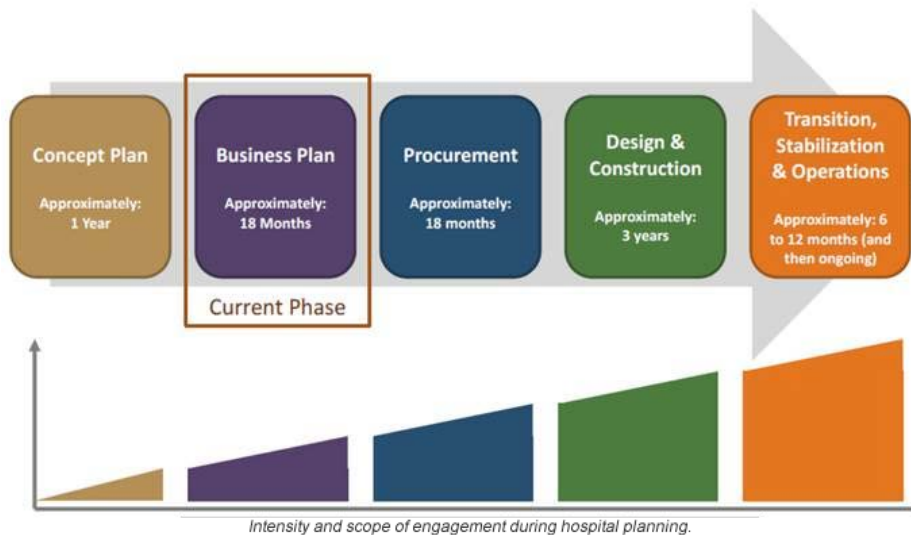 Concept Plan
Approximately:
1 Year
Business Plan
Approximately:
18 Months
Current Phase
Procurement
Approximately:
18 months
Design &
Construction
Approximately:
3 years
Transition,
Stabilization
& Operations
Approximately: 6
to 12 months (and
then ongoing)
Intensity and scope of engagement during hospital planning.